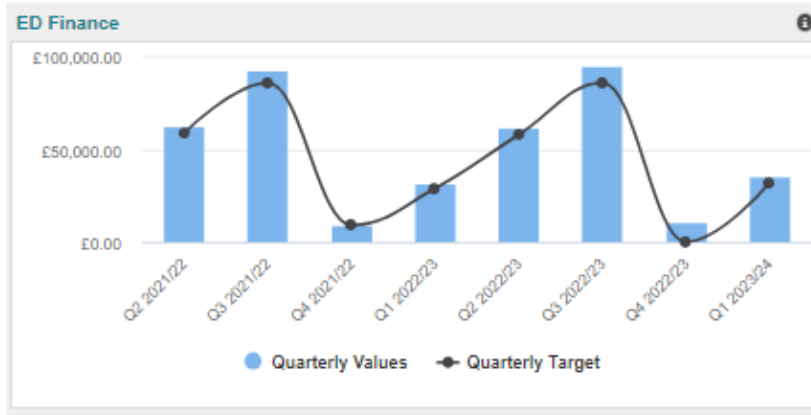 ED Finance
£100,000.00
£50,000.00
£0.00
Q2 2021/22
Q3 2021/22
Q4 2021/22
Q1 2022/23
Q2 2022/23
Q3 2022/23
Q4 2022/23
Q1 2023/24
Quarterly Values
Quarterly Target